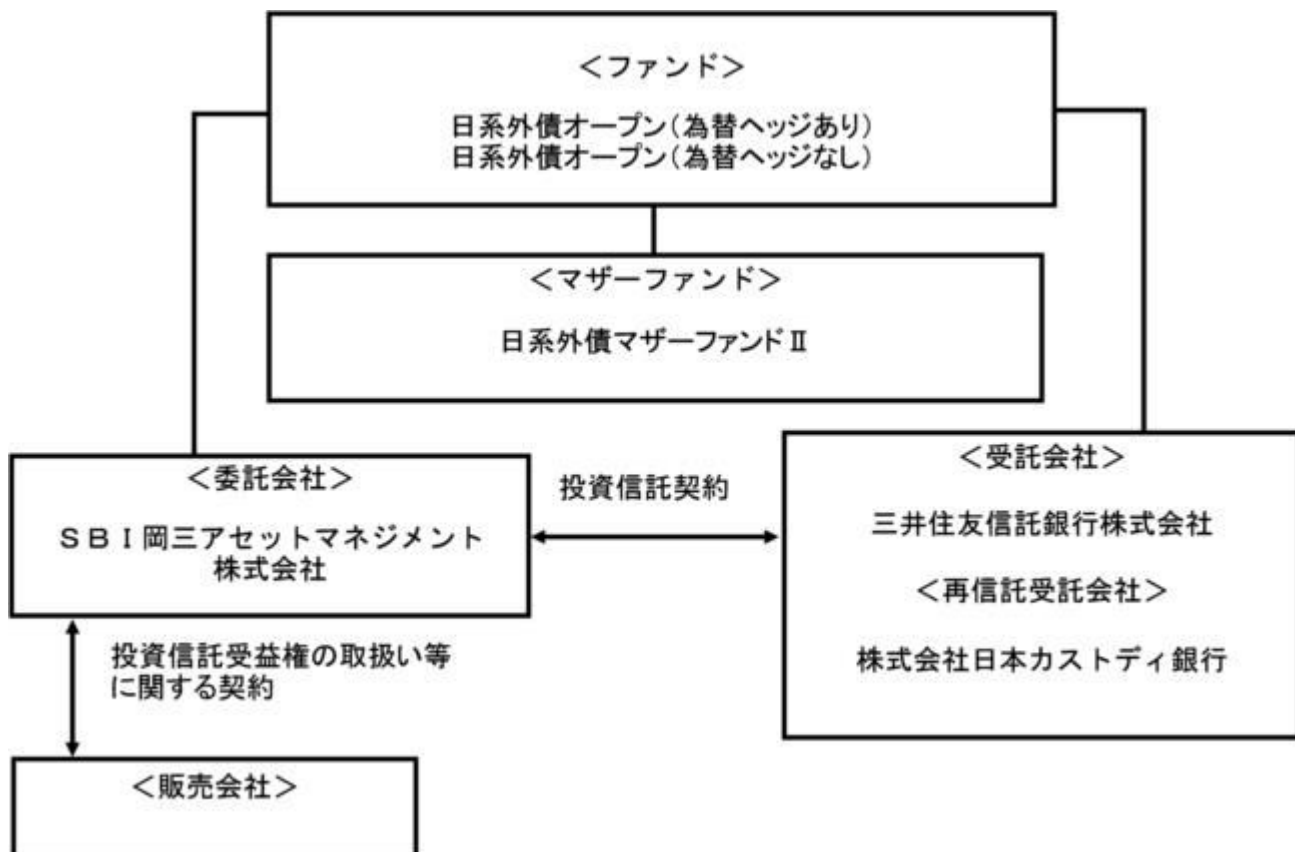 ＜ファンド＞
日系外債オープン（為替ヘッジあり）
日系外債オープン（為替ヘッジなし）
＜マザーファンド＞
日系外債マザーファンドⅡ
＜委託会社＞
ＳＢＩ岡三アセットマネジメント
株式会社
投資信託契約
＜受託会社＞
三井住友信託銀行株式会社
＜再信託受託会社＞
株式会社日本カストディ銀行
投資信託受益権の取扱い等
に関する契約
＜販売会社＞